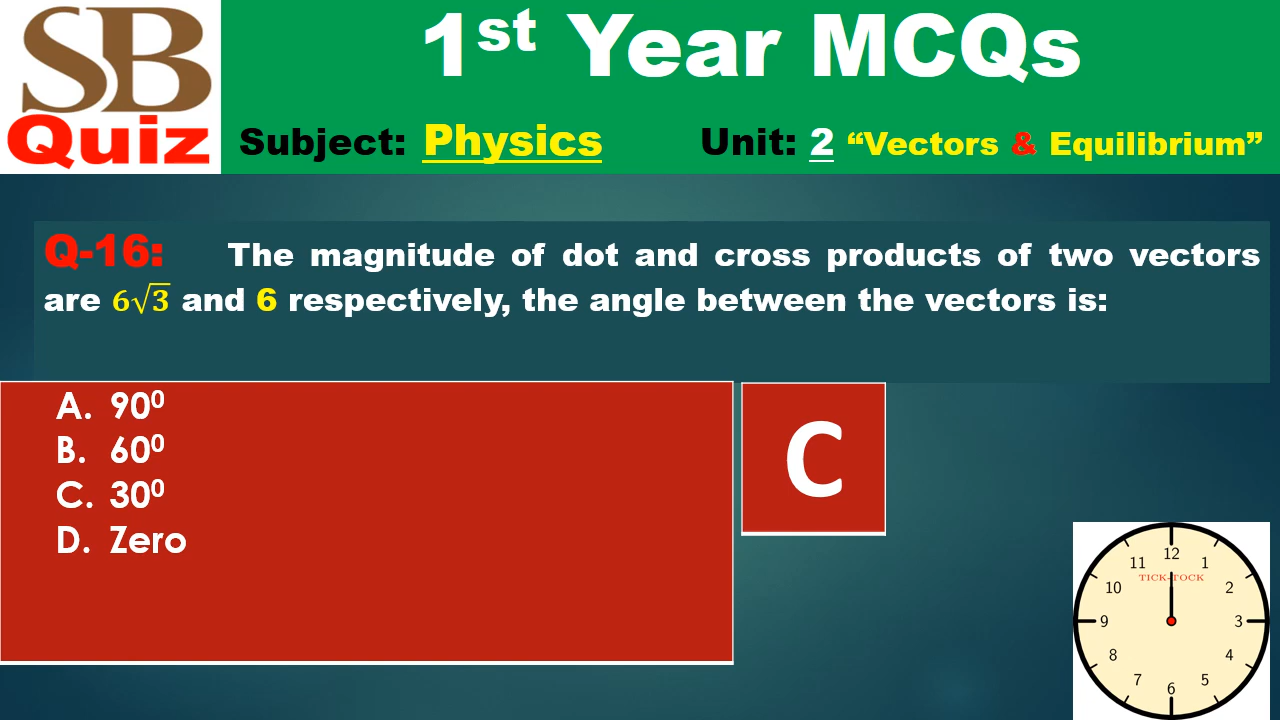 SB
Quiz
1st Year MCQs
Subject: Physics Unit: 2 “Vectors & Equilibrium”
Q-16: The magnitude of dot and cross products of two vectors
are 6√3 and 6 respectively, the angle between the vectors is:
A. 90⁰
B. 60⁰
C. 30⁰
D. Zero
C
12
11 1
TICK-TOCK
10 2
9 3
8 4
7 5
6